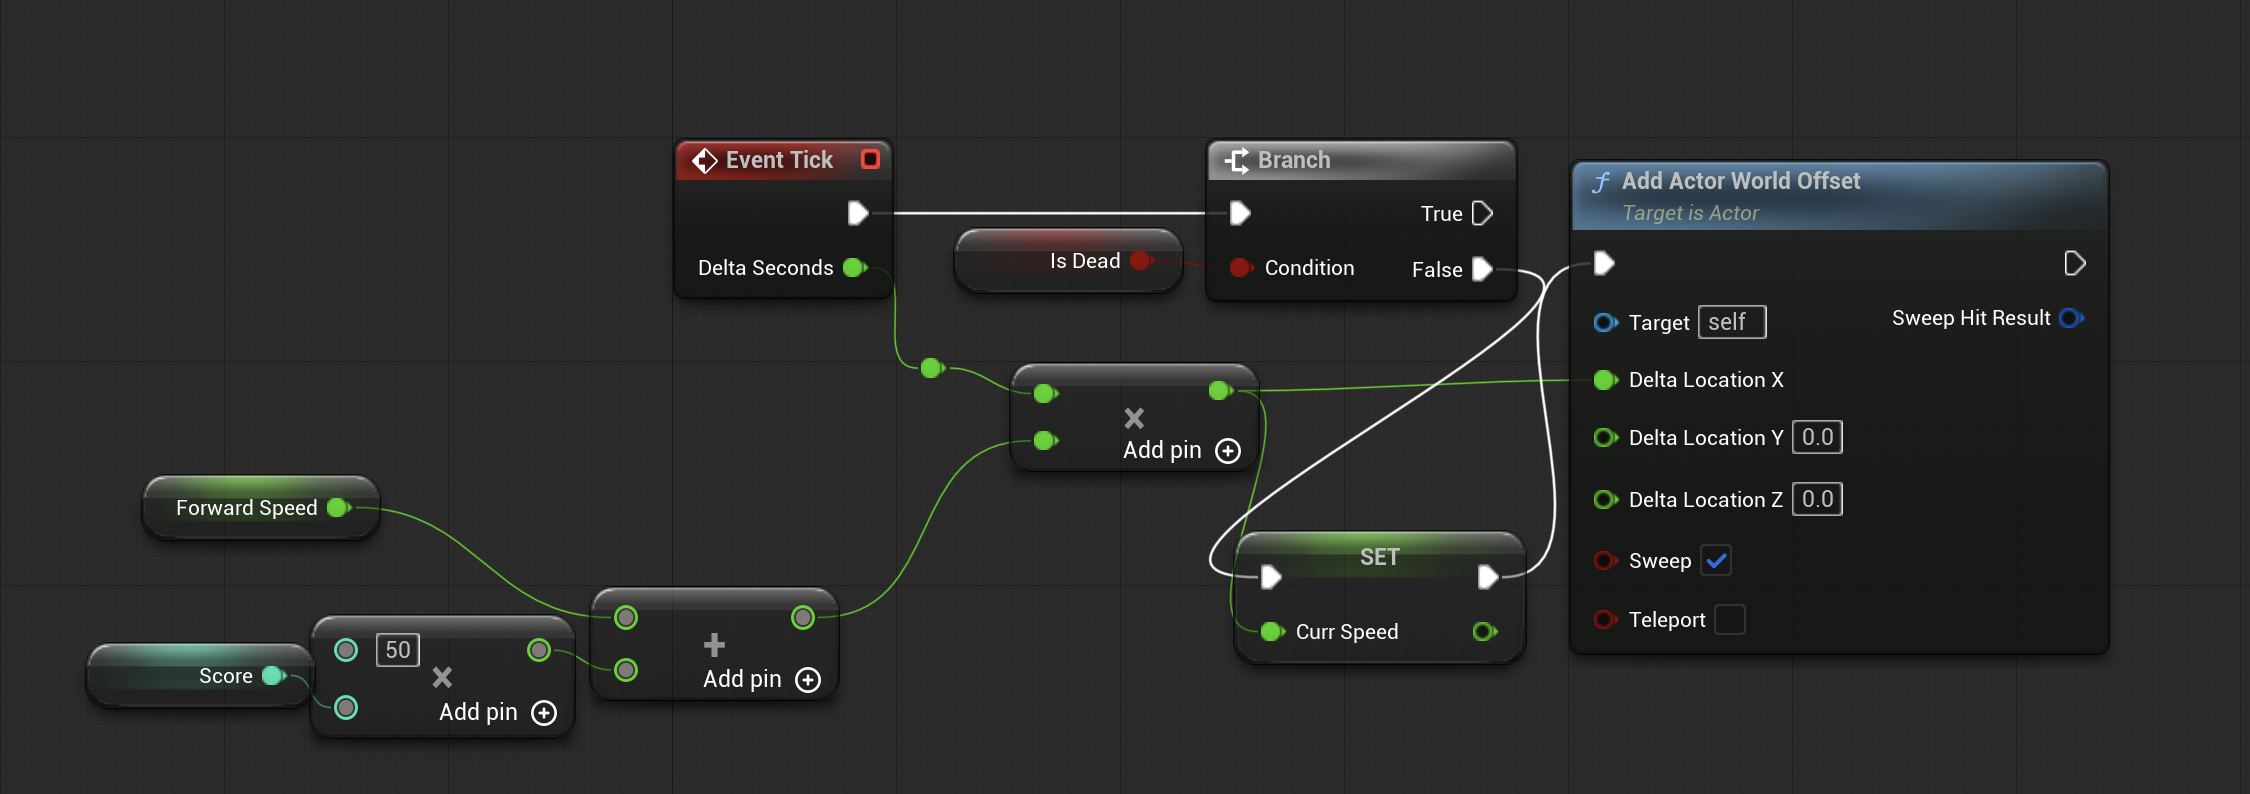 Event Tick
Delta Seconds
Is Dead
Branch
True
Condition
False
Add Actor World Offset
Target is Actor
Target self
Sweep Hit Result
Delta Location X
Delta Location Y 0.0
Delta Location Z 0.0
Sweep
Teleport
Add pin
Forward Speed
Score
50
Add pin
Add pin
SET
Curr Speed